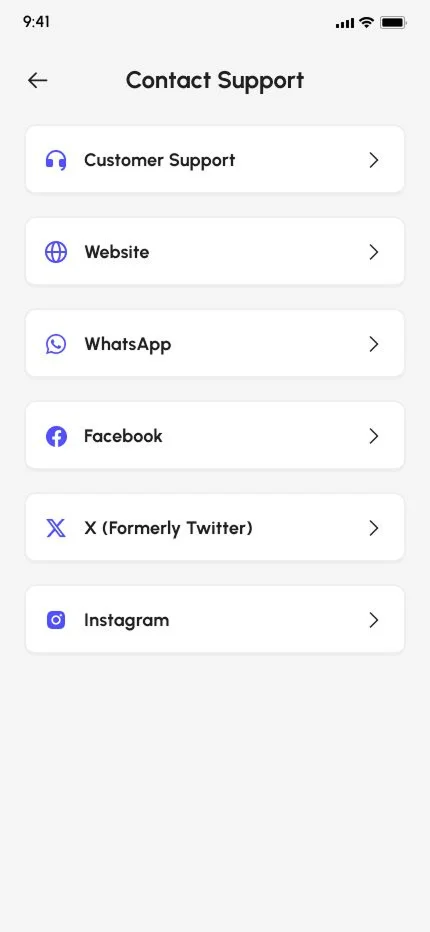 9:41
Contact Support
Customer Support
Website
WhatsApp
Facebook
X (Formerly Twitter)
Instagram